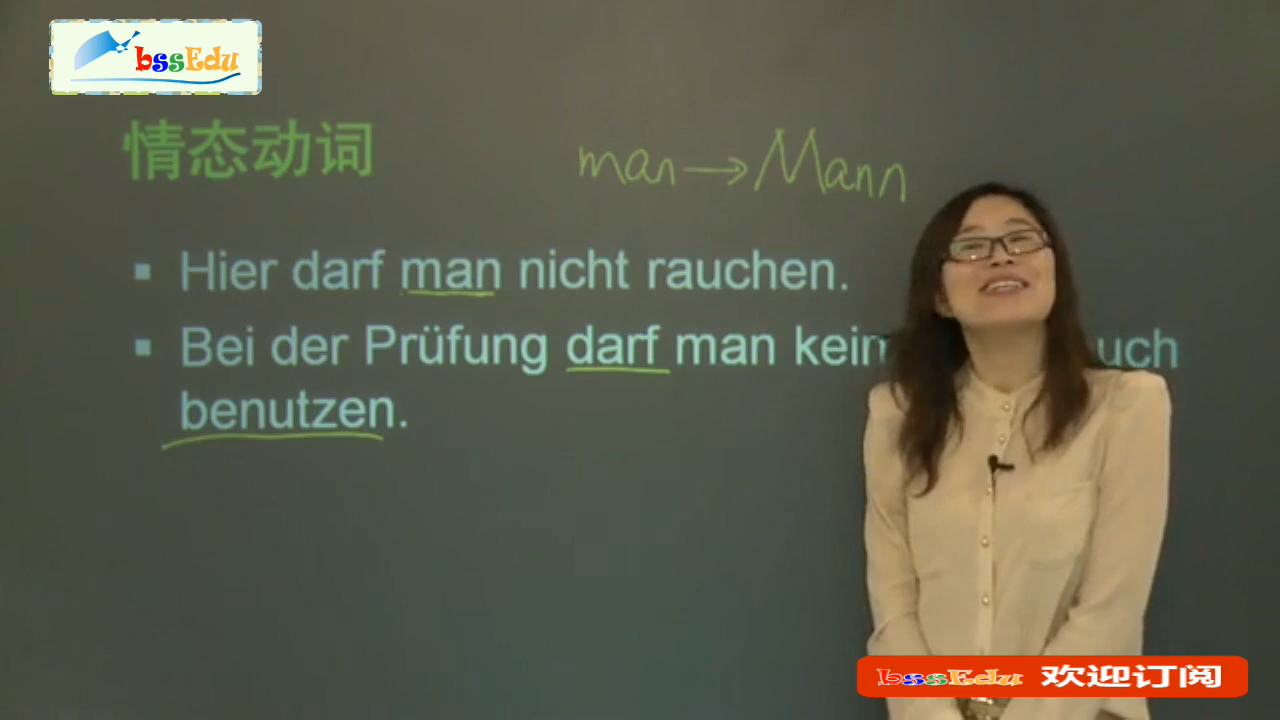 bssEdu
情态动词
man → Mann
Hier darf man nicht rauchen.
Bei der Prüfung darf man uch
benutzen.
bssEdu 欢迎订阅